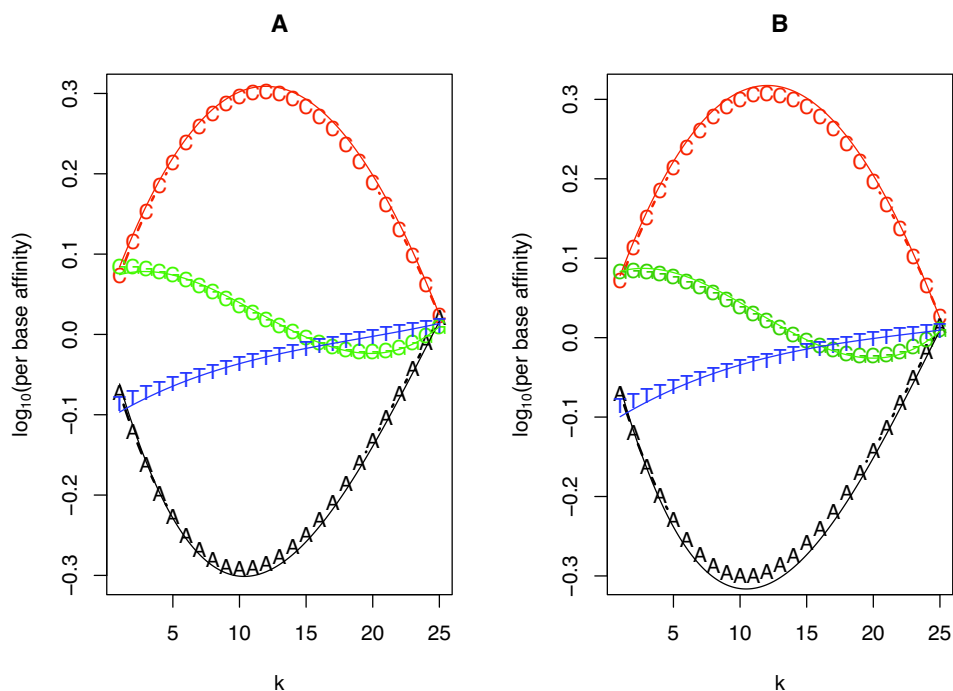 A
B
log₁₀(per base affinity)
0.3
0.2
0.1
0.0
−0.1
−0.2
−0.3
C C C C C C C C C C C C C C C C C C C C C C C C C
G G G G G G G G G G G G G G G G G G G G G G G G G
T T T T T T T T T T T T T T T T T T T T T T T T T
A A A A A A A A A A A A A A A A A A A A A A A A A
5 10 15 20 25
k
log₁₀(per base affinity)
0.3
0.2
0.1
0.0
−0.1
−0.2
−0.3
C C C C C C C C C C C C C C C C C C C C C C C C C
G G G G G G G G G G G G G G G G G G G G G G G G G
T T T T T T T T T T T T T T T T T T T T T T T T T
A A A A A A A A A A A A A A A A A A A A A A A A A
5 10 15 20 25
k